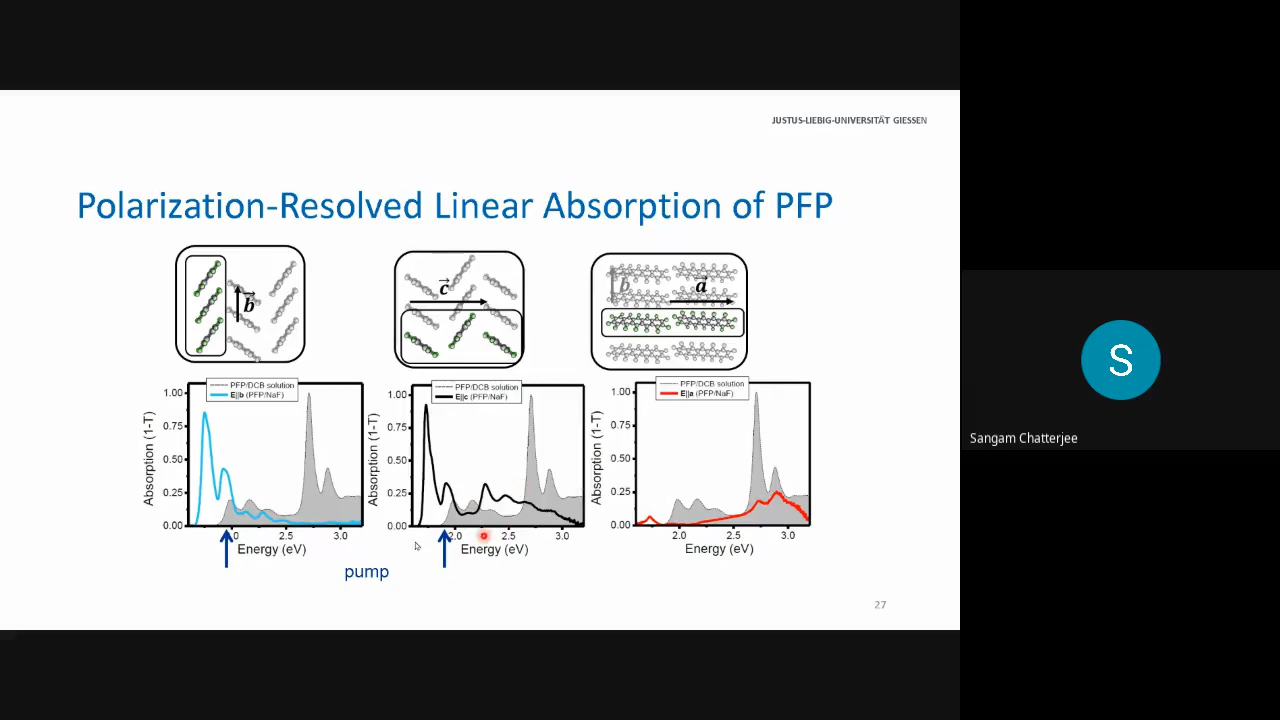 JUSTUS-LIEBIG-UNIVERSITÄT GIESSEN
Polarization-Resolved Linear Absorption of PFP
b
c
b
a
PFP/DCB solution
E||b (PFP/NaF)
1.00
0.75
0.50
0.25
0.00
Absorption (1-T)
2.5
3.0
Energy (eV)
PFP/DCB solution
E||c (PFP/NaF)
1.00
0.75
0.50
0.25
0.00
Absorption (1-T)
2.0
2.5
3.0
Energy (eV)
PFP/DCB solution
E||a (PFP/NaF)
1.00
0.75
0.50
0.25
0.00
Absorption (1-T)
2.0
2.5
3.0
Energy (eV)
pump
27
S
Sangam Chatterjee